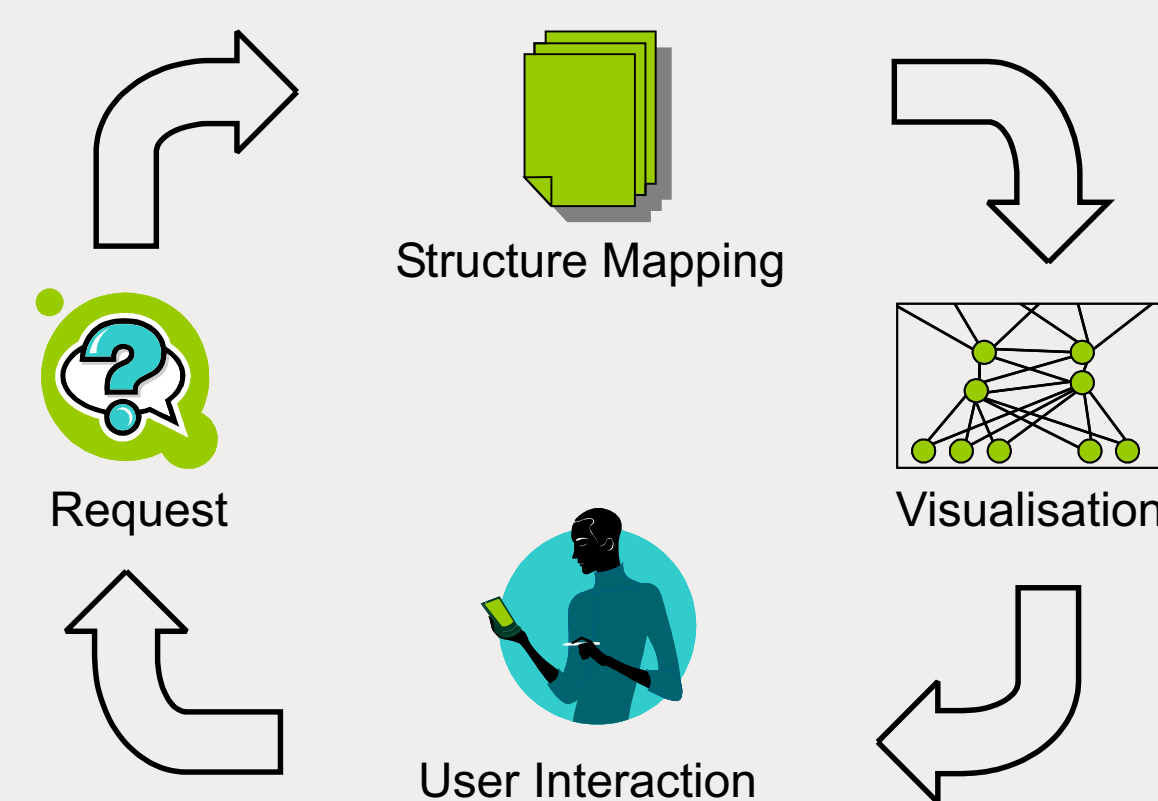 Structure Mapping
Request
Visualisation
User Interaction